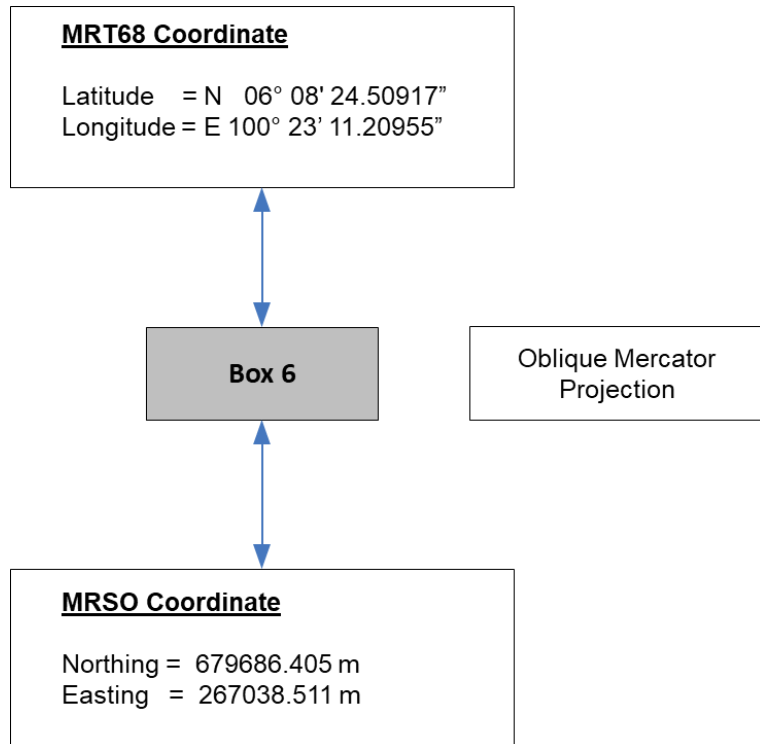 MRT68 Coordinate
Latitude = N 06° 08' 24.50917”
Longitude = E 100° 23’ 11.20955”
Box 6
Oblique Mercator
Projection
MRSO Coordinate
Northing = 679686.405 m
Easting = 267038.511 m